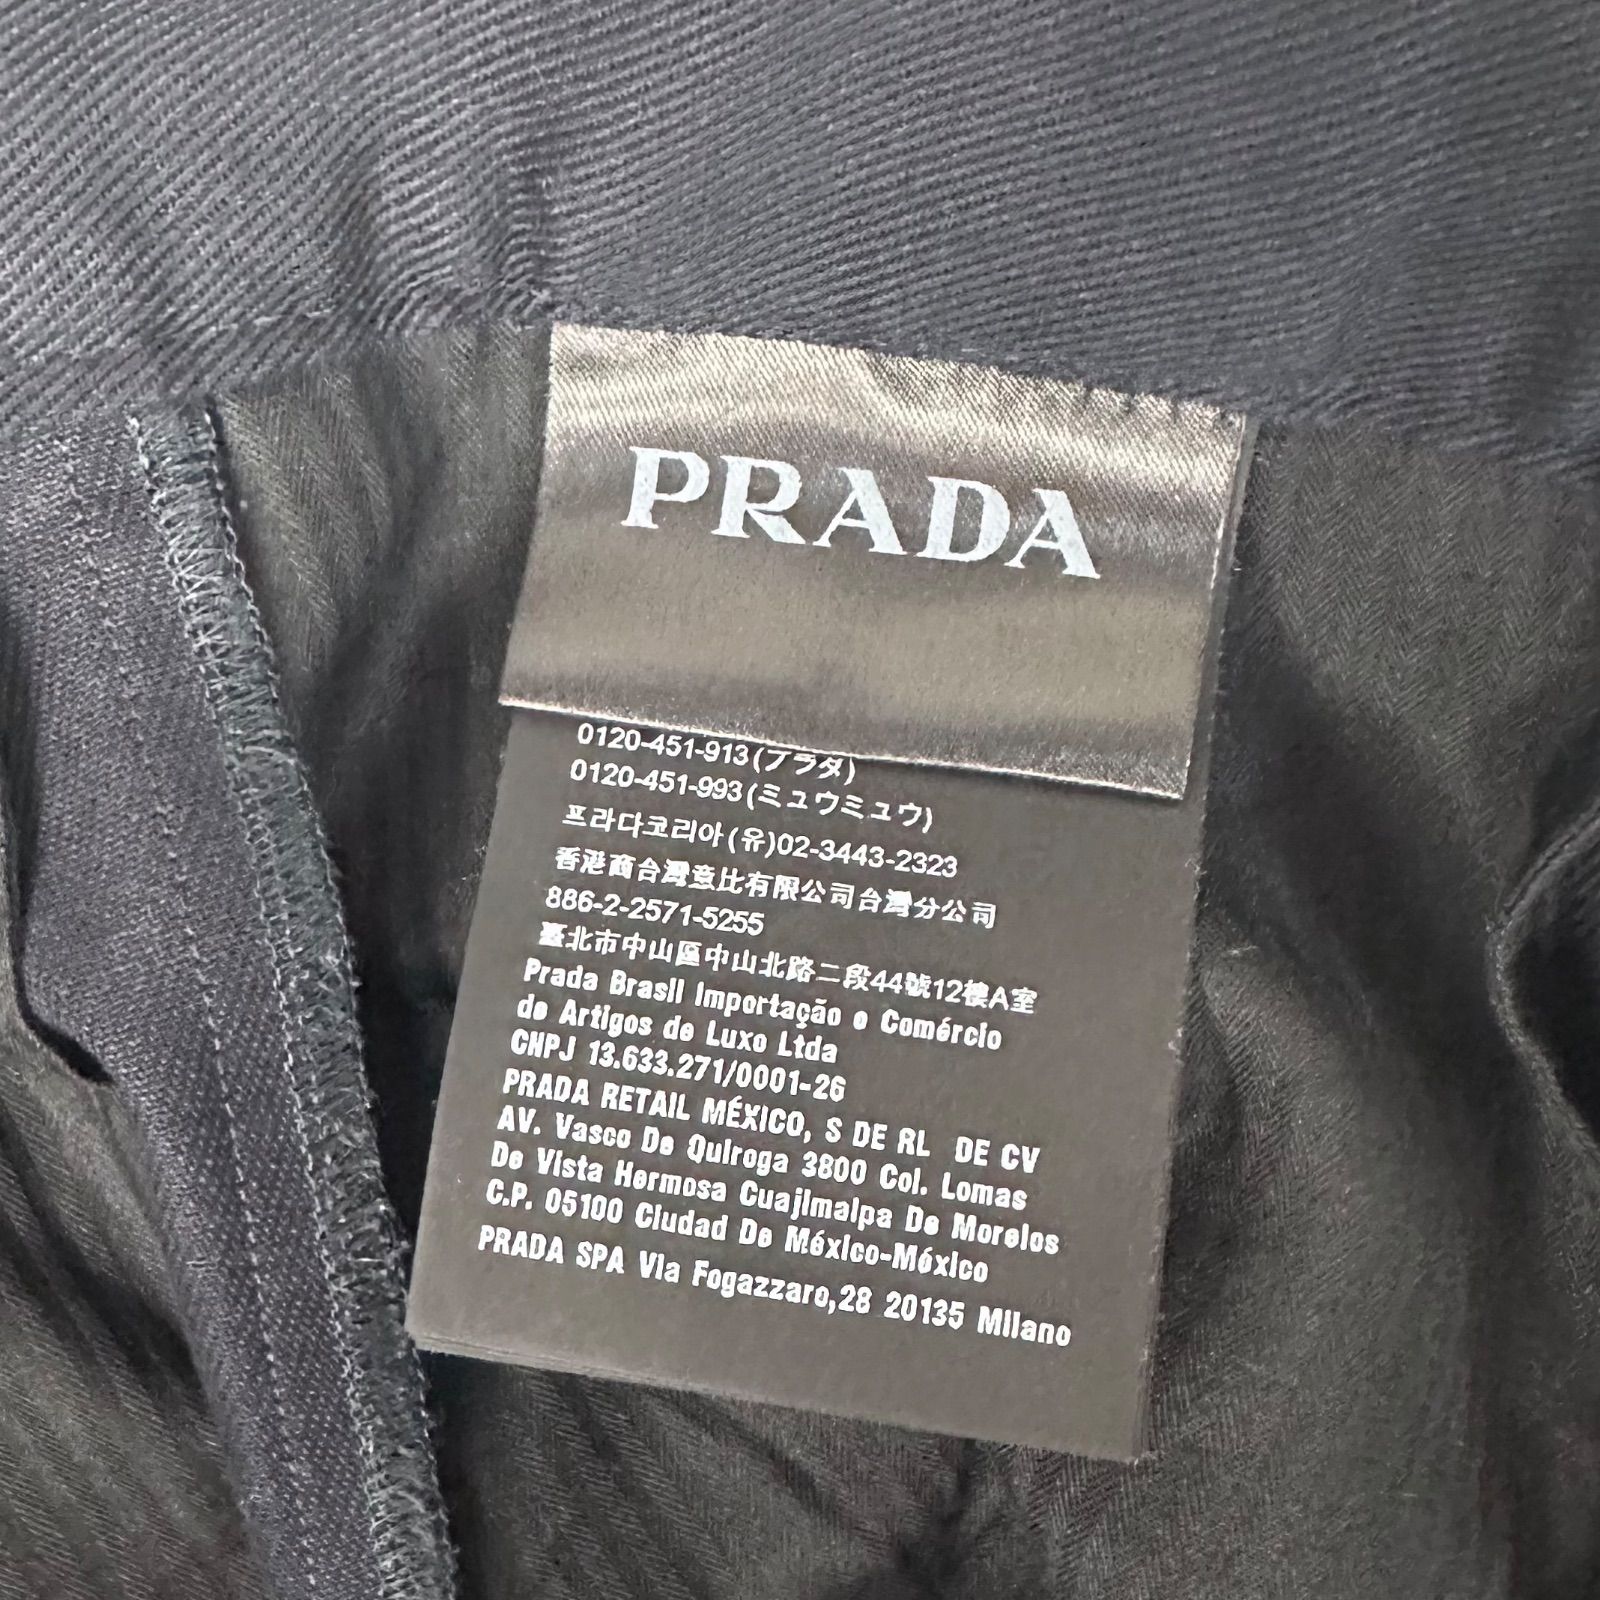 PRADA
0120-451-913(プラダ)
0120-451-993(ミュウミュウ)
프라다코리아(유)02-3443-2323
香港商台灣意比有限公司台灣分公司
886-2-2571-5255
臺北市中山區中山北路二段44號12樓A室
Prada Brasil Importação e Comércio
de Artigos de Luxo Ltda
CNPJ 13.633.271/0001-26
PRADA RETAIL MÉXICO, S DE RL DE CV
AV. Vasco De Quiroga 3800 Col. Lomas
De Vista Hermosa Cuajimalpa De Morelos
C.P. 05100 Ciudad De México-México
PRADA SPA Via Fogazzaro,28 20135 Milano